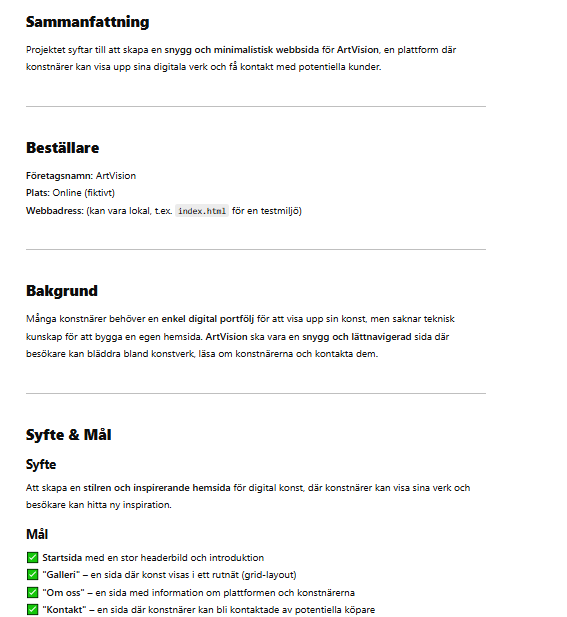 Sammanfattning
Projektet syftar till att skapa en snygg och minimalistisk webbsida för ArtVision, en plattform där
konstnärer kan visa upp sina digitala verk och få kontakt med potentiella kunder.
Beställare
Företagsnamn: ArtVision
Plats: Online (fiktivt)
Webbadress: (kan vara lokal, t.ex. index.html för en testmiljö)
Bakgrund
Många konstnärer behöver en enkel digital portfölj för att visa upp sin konst, men saknar teknisk
kunskap för att bygga en egen hemsida. ArtVision ska vara en snygg och lättnavigerad sida där
besökare kan bläddra bland konstverk, läsa om konstnärerna och kontakta dem.
Syfte & Mål
Syfte
Att skapa en stilren och inspirerande hemsida för digital konst, där konstnärer kan visa sina verk och
besökare kan hitta ny inspiration.
Mål
✅ Startsida med en stor headerbild och introduktion
✅ "Galleri" – en sida där konst visas i ett rutnät (grid-layout)
✅ "Om oss" – en sida med information om plattformen och konstnärerna
✅ "Kontakt" – en sida där konstnärer kan bli kontaktade av potentiella köpare